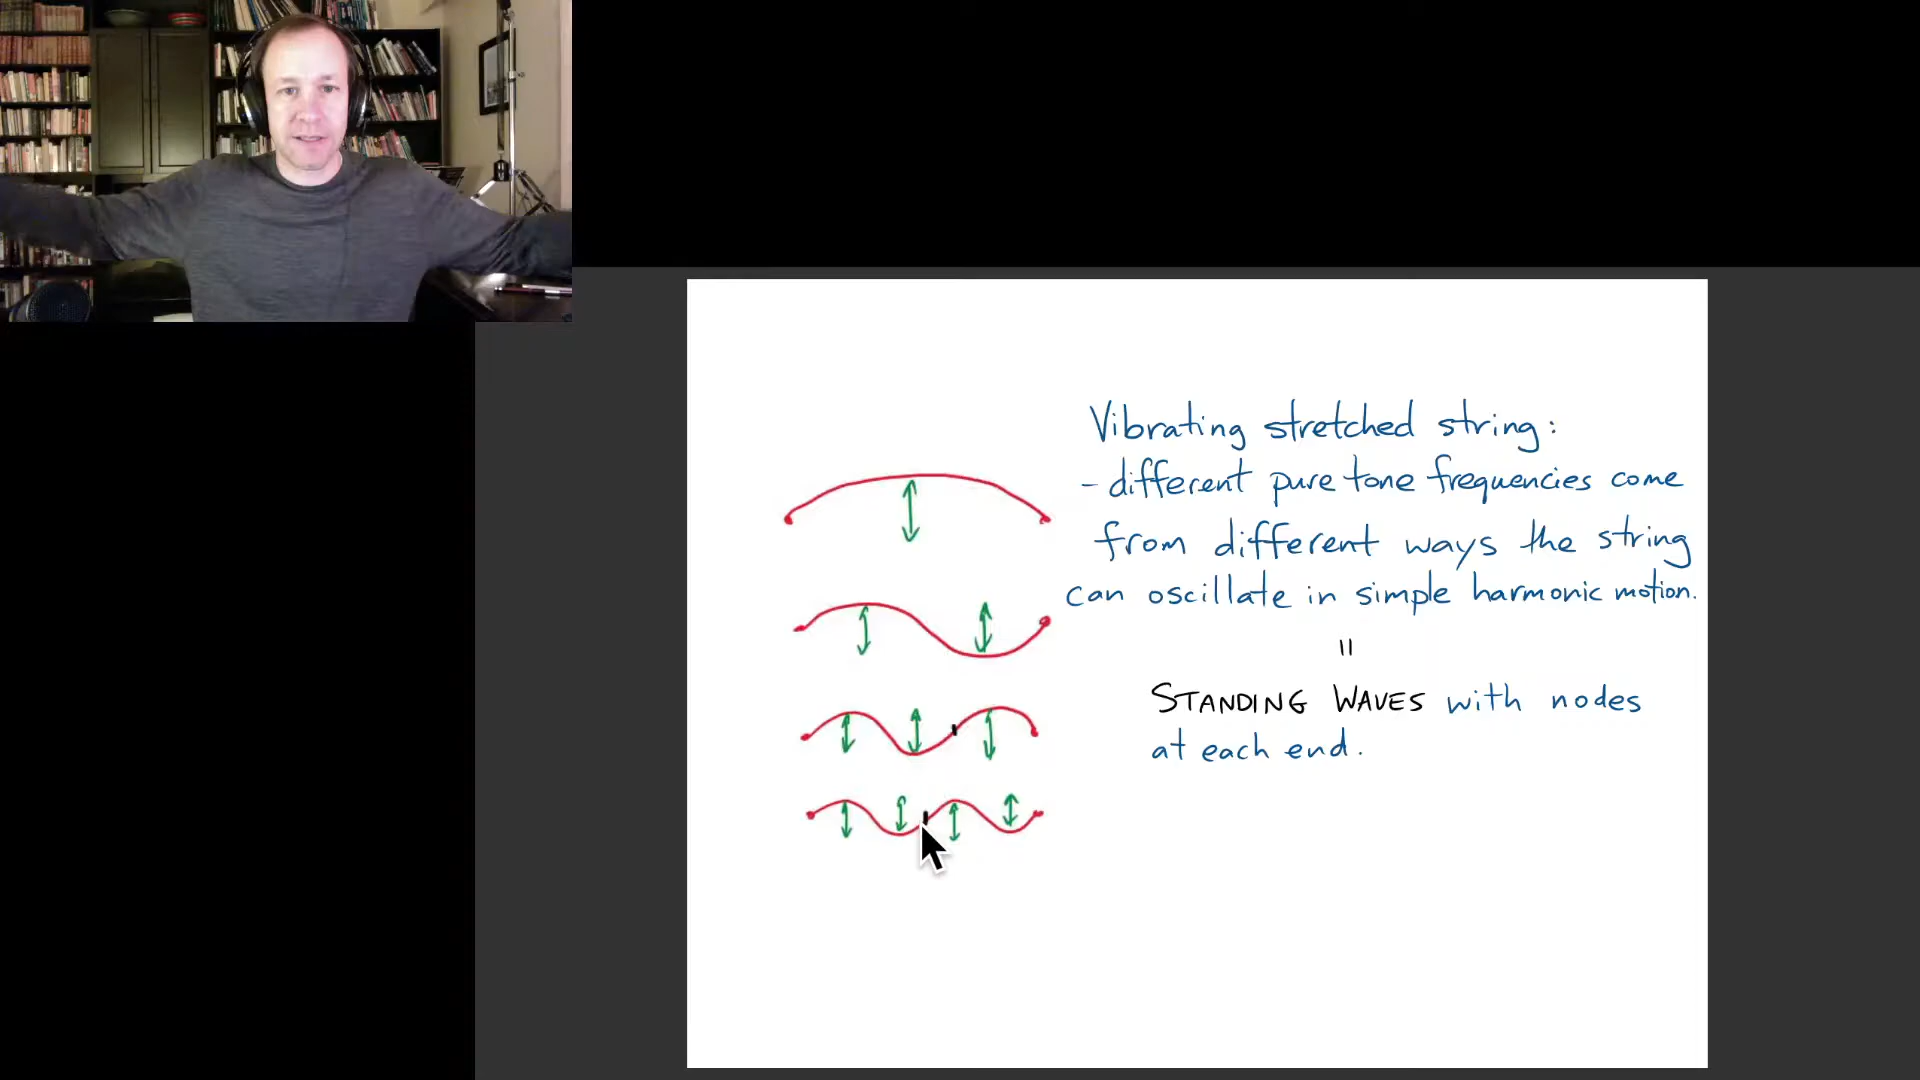 Vibrating stretched string:
- different pure tone frequencies come
from different ways the string
can oscillate in simple harmonic motion.
=
STANDING WAVES with nodes
at each end.